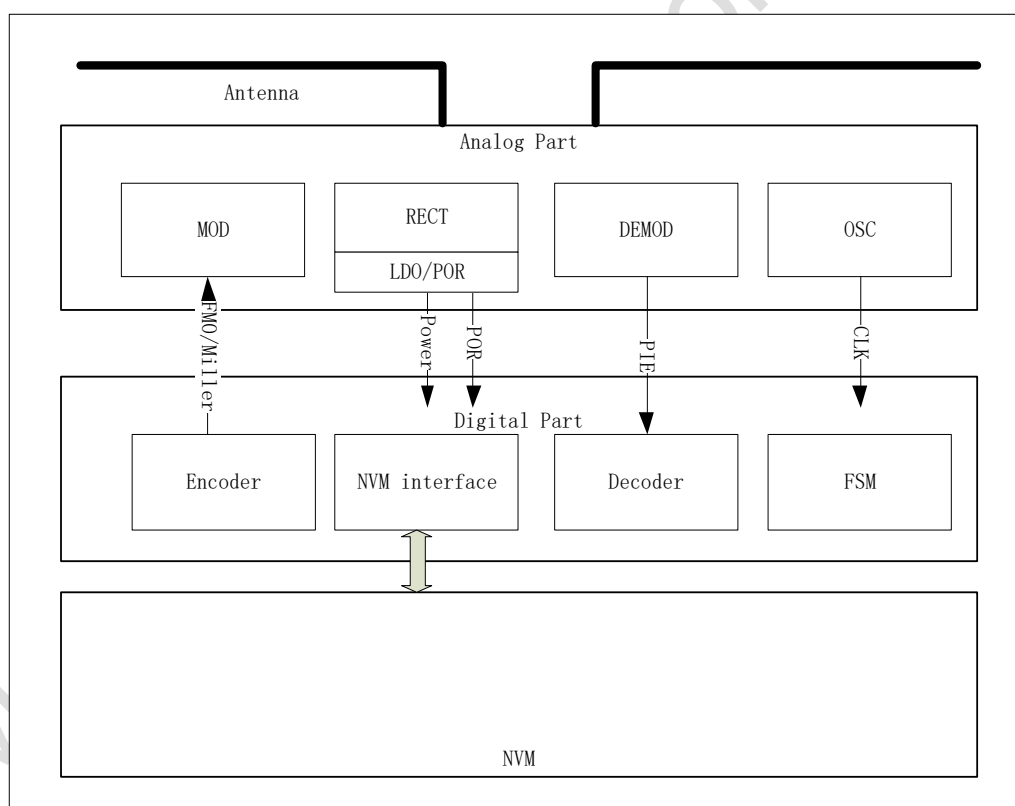 Antenna
Analog Part
MOD
RECT
DEMOD
OSC
LDO/POR
FM0/Miller
Power
POR
PIE
CLK
Digital Part
Encoder
NVM interface
Decoder
FSM
NVM